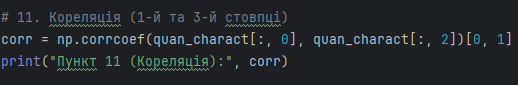 # 11. Кореляція (1-й та 3-й стовпці)
corr = np.corrcoef(quan_charact[:, 0], quan_charact[:, 2])[0, 1]
print("Пункт 11 (Кореляція):", corr)